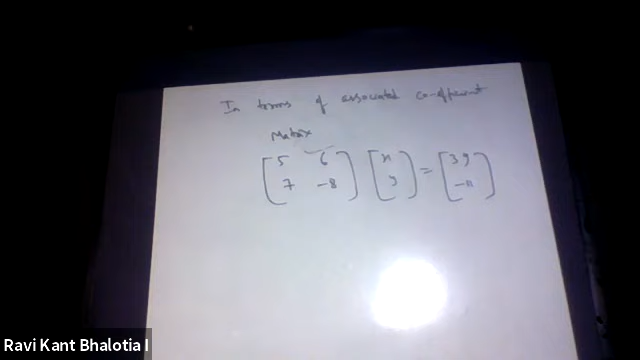 In terms of associated co-efficient
Matrix
[5 6] [x] = [39]
[7 -8] [y] [-11]
Ravi Kant Bhalotia I